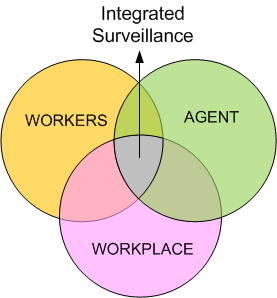 Integrated
Surveillance
WORKERS
AGENT
WORKPLACE